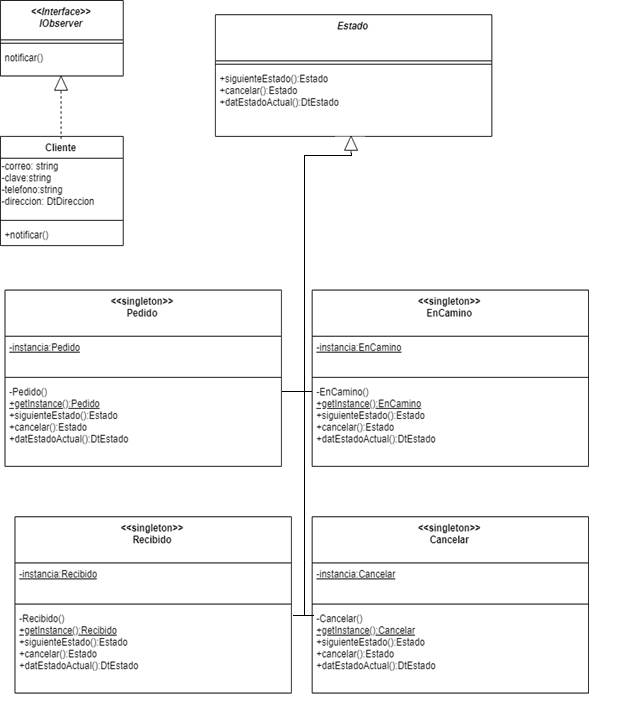 <<Interface>>
IObserver
notificar()
Estado
+siguienteEstado():Estado
+cancelar():Estado
+datEstadoActual():DtEstado
Cliente
-correo: string
-clave:string
-telefono:string
-direccion: DtDireccion
+notificar()
<<singleton>>
Pedido
-instancia:Pedido
-Pedido()
+getInstance():Pedido
+siguienteEstado():Estado
+cancelar():Estado
+datEstadoActual():DtEstado
<<singleton>>
EnCamino
-instancia:EnCamino
-EnCamino()
+getInstance():EnCamino
+siguienteEstado():Estado
+cancelar():Estado
+datEstadoActual():DtEstado
<<singleton>>
Recibido
-instancia:Recibido
-Recibido()
+getInstance():Recibido
+siguienteEstado():Estado
+cancelar():Estado
+datEstadoActual():DtEstado
<<singleton>>
Cancelar
-instancia:Cancelar
-Cancelar()
+getInstance():Cancelar
+siguienteEstado():Estado
+cancelar():Estado
+datEstadoActual():DtEstado